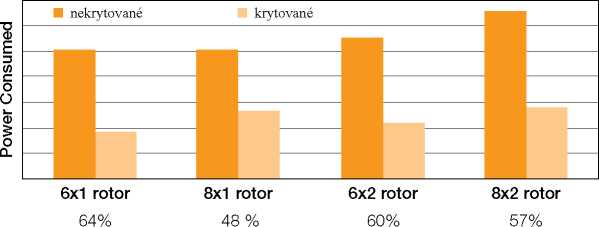 nekrytované krytované
Power Consumed
6x1 rotor 8x1 rotor 6x2 rotor 8x2 rotor
64% 48 % 60% 57%